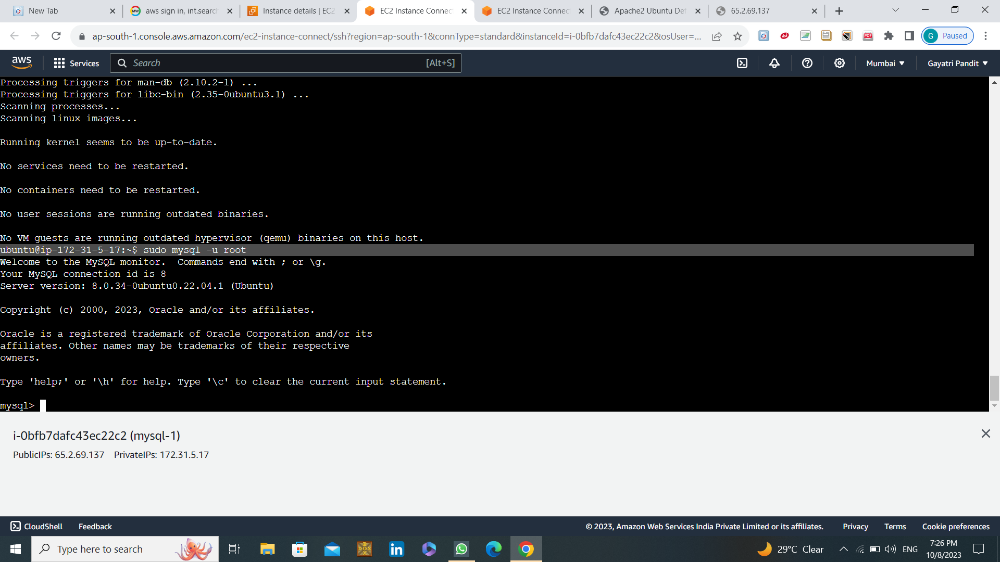 New Tab
aws sign in, int.search
Instance details | EC2
EC2 Instance Connect
EC2 Instance Connect
Apache2 Ubuntu Def
65.2.69.137
ap-south-1.console.aws.amazon.com/ec2-instance-connect/ssh?region=ap-south-1&connType=standard&instanceId=i-0bfb7dafc43ec22c2&osUser=...
Ask
PDF
G Paused
aws
Services
Search
[Alt+S]
Mumbai
Gayatri Pandit
Processing triggers for man-db (2.10.2-1) ...
Processing triggers for libc-bin (2.35-0ubuntu3.1) ...
Scanning processes...
Scanning linux images...
Running kernel seems to be up-to-date.
No services need to be restarted.
No containers need to be restarted.
No user sessions are running outdated binaries.
No VM guests are running outdated hypervisor (qemu) binaries on this host.
ubuntu@ip-172-31-5-17:~$ sudo mysql -u root
Welcome to the MySQL monitor.  Commands end with ; or \g.
Your MySQL connection id is 8
Server version: 8.0.34-0ubuntu0.22.04.1 (Ubuntu)
Copyright (c) 2000, 2023, Oracle and/or its affiliates.
Oracle is a registered trademark of Oracle Corporation and/or its
affiliates. Other names may be trademarks of their respective
owners.
Type 'help;' or '\h' for help. Type '\c' to clear the current input statement.
mysql>
i-0bfb7dafc43ec22c2 (mysql-1)
PublicIPs: 65.2.69.137 PrivateIPs: 172.31.5.17
CloudShell
Feedback
© 2023, Amazon Web Services India Private Limited or its affiliates.
Privacy
Terms
Cookie preferences
Type here to search
29°C Clear
ENG
7:26 PM
10/8/2023